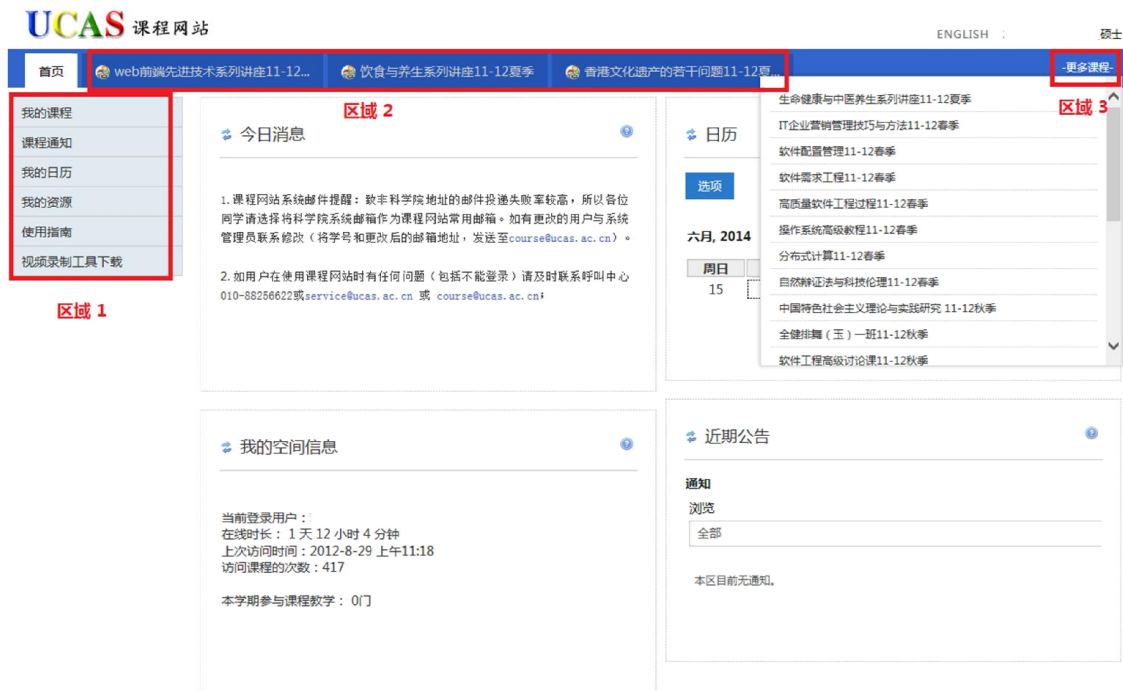 UCAS 课程网站
ENGLISH
硕士
首页
web前端先进技术系列讲座11-12...
饮食与养生系列讲座11-12夏季
香港文化遗产的若干问题11-12夏...
-更多课程-
区域 2
区域 3
我的课程
课程通知
我的日历
我的资源
使用指南
视频录制工具下载
区域 1
今日消息
1.课程网站系统邮件提醒：致非科学院地址的邮件投递失败率较高，所以各位
同学请选择将科学院系统邮箱作为课程网站常用邮箱。如有更改的用户与系统
管理员联系修改（将学号和更改后的邮箱地址，发送至course@ucas.ac.cn）。
2.如用户在使用课程网站时有任何问题（包括不能登录）请及时联系呼叫中心
010-88256622或service@ucas.ac.cn 或 course@ucas.ac.cn；
日历
选项
六月, 2014
周日
15
生命健康与中医养生系列讲座11-12夏季
IT企业营销管理技巧与方法11-12春季
软件配置管理11-12春季
软件需求工程11-12春季
高质量软件工程过程11-12春季
操作系统高级教程11-12春季
分布式计算11-12春季
自然辩证法与科技伦理11-12春季
中国特色社会主义理论与实践研究 11-12秋季
全健排舞（玉）一班11-12秋季
软件工程高级讨论课11-12秋季
我的空间信息
当前登录用户：
在线时长： 1 天 12 小时 4 分钟
上次访问时间：2012-8-29 上午11:18
访问课程的次数：417
本学期参与课程教学： 0门
近期公告
通知
浏览
全部
本区目前无通知。